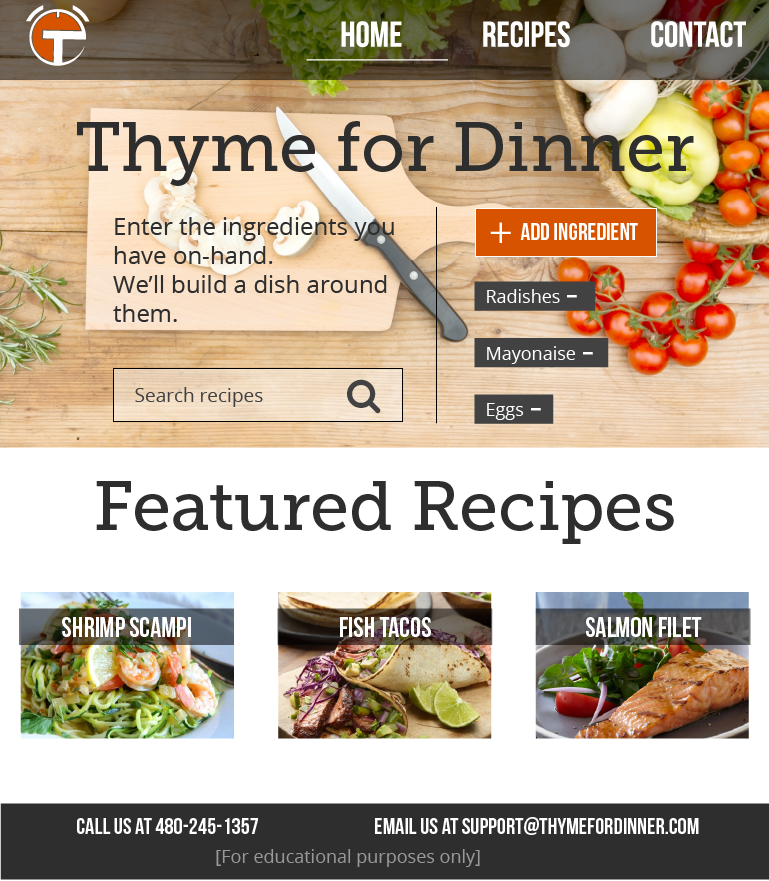 T
HOME RECIPES CONTACT
Thyme for Dinner
Enter the ingredients you
have on-hand.
We’ll build a dish around
them.
Search recipes
+ ADD INGREDIENT
Radishes −
Mayonaise −
Eggs −
Featured Recipes
SHRIMP SCAMPI
FISH TACOS
SALMON FILET
CALL US AT 480-245-1357
EMAIL US AT SUPPORT@THYMEFORDINNER.COM
[For educational purposes only]